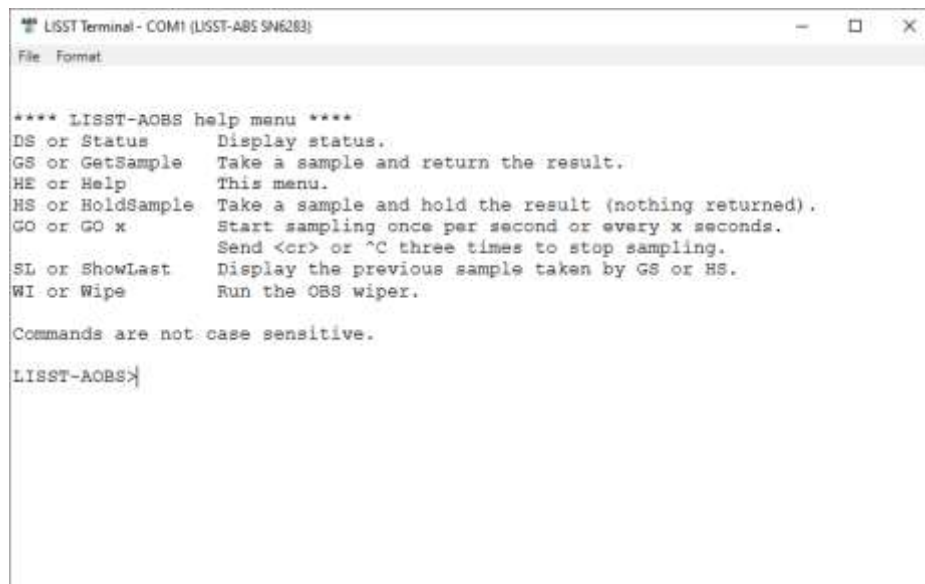 LISST Terminal - COM1 (LISST-ABS SN6283)
File Format
**** LISST-AOBS help menu ****
DS or Status Display status.
GS or GetSample Take a sample and return the result.
HE or Help This menu.
HS or HoldSample Take a sample and hold the result (nothing returned).
GO or GO x Start sampling once per second or every x seconds.
Send <cr> or ^C three times to stop sampling.
SL or ShowLast Display the previous sample taken by GS or HS.
WI or Wipe Run the OBS wiper.
Commands are not case sensitive.
LISST-AOBS>